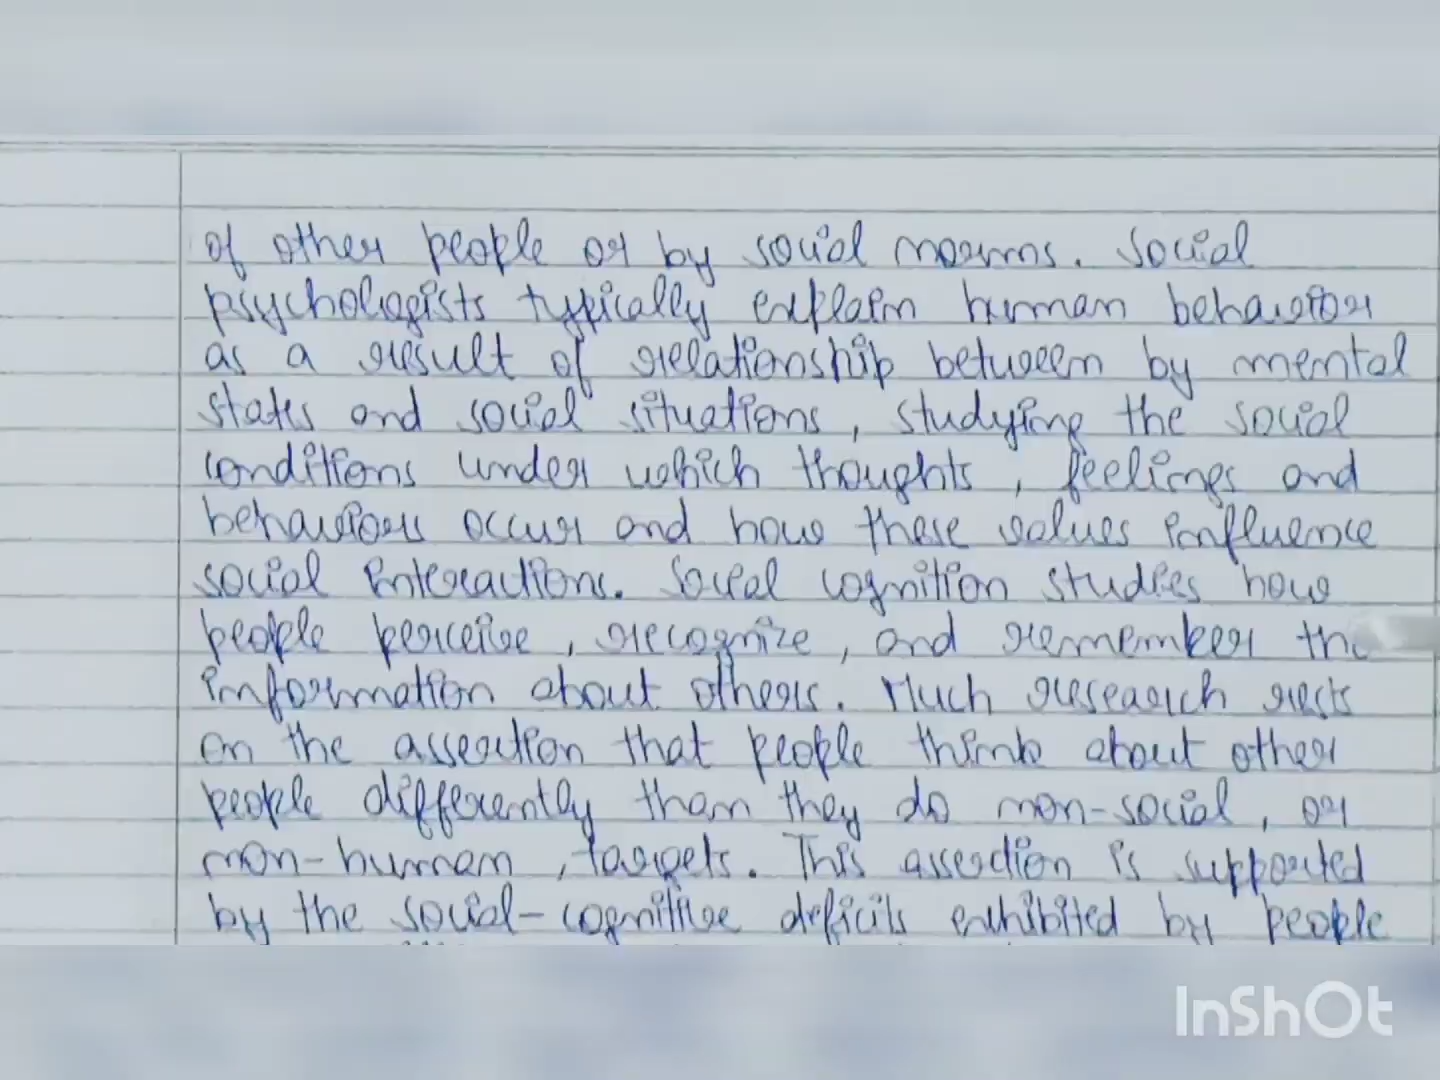 of other people or by social norms. Social
psychologists typically explain human behavior
as a result of relationship between by mental
states and social situations, studying the social
conditions under which thoughts, feelings and
behaviors occur and how these values influence
social interactions. Social cognition studies how
people perceive, recognize, and remember the
information about others. Much research rests
on the assertion that people think about other
people differently than they do non-social, or
non-human, targets. This assertion is supported
by the social-cognitive deficits exhibited by people
InShOt